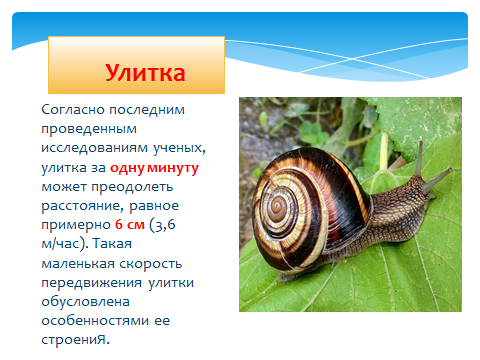 Улитка
Согласно последним
проведенным
исследованиям ученых,
улитка за одну минуту
может преодолеть
расстояние, равное
примерно 6 см (3,6
м/час). Такая
маленькая скорость
передвижения улитки
обусловлена
особенностями ее
строения.